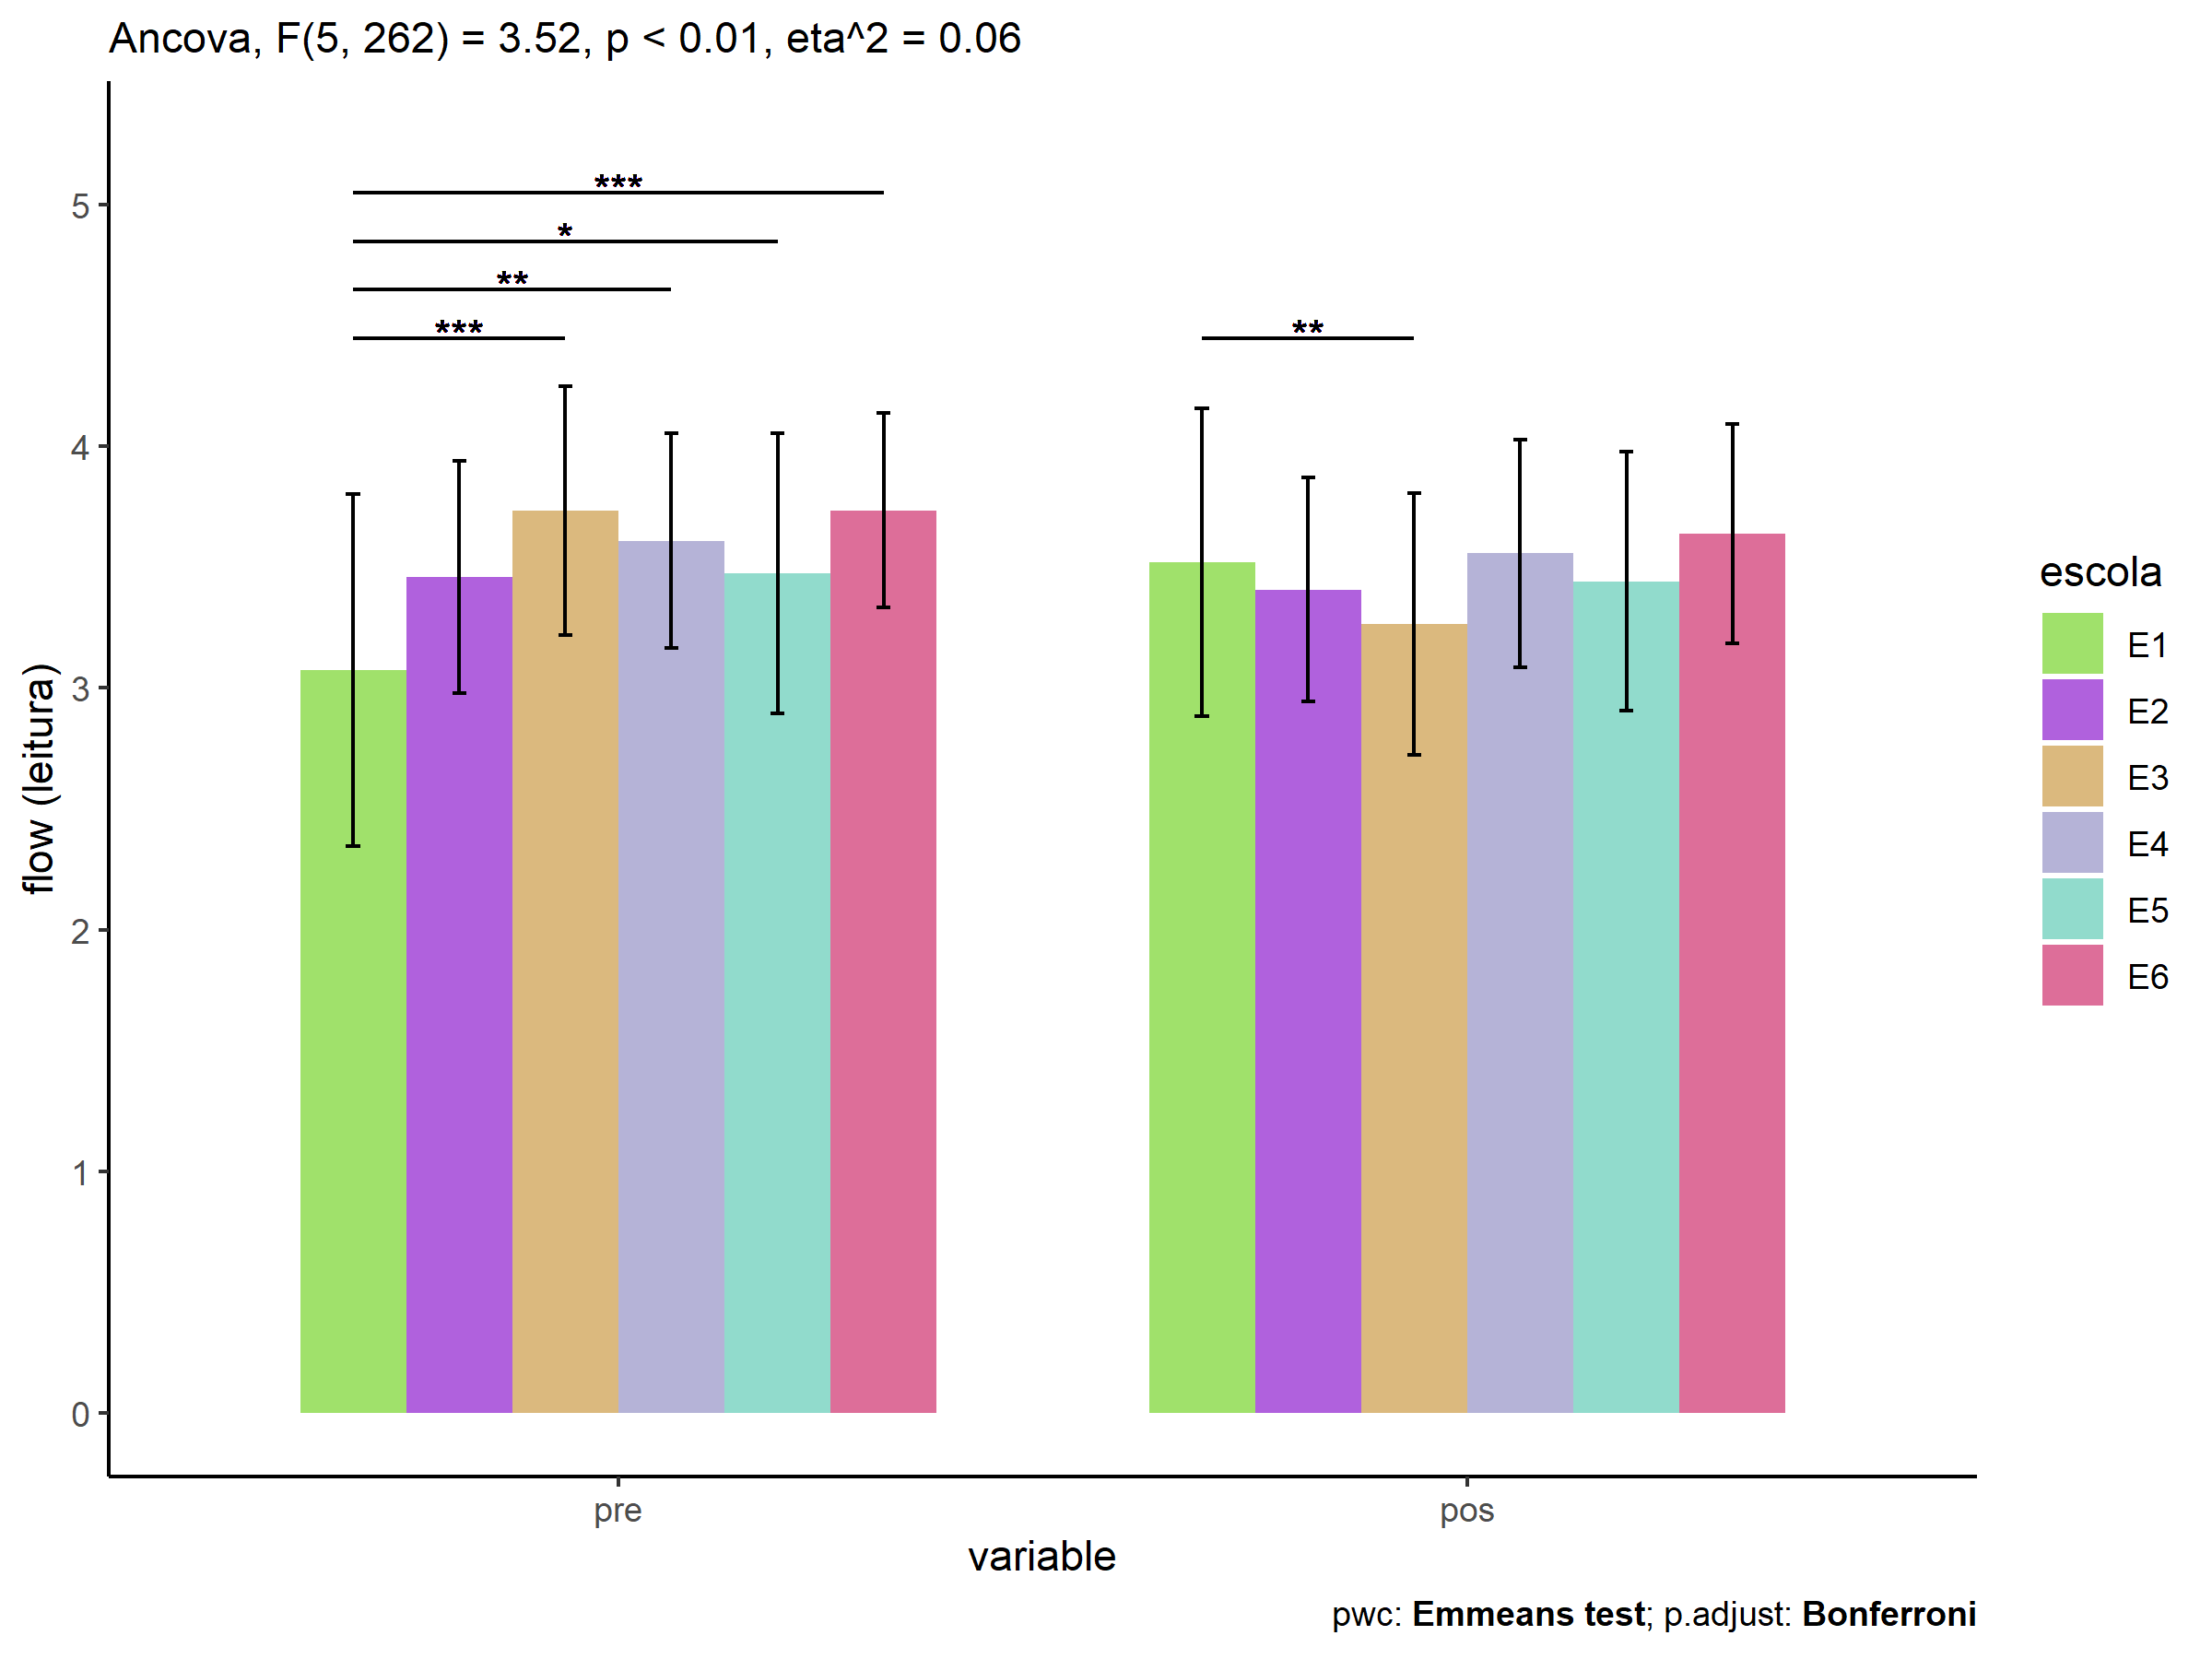 Ancova, F(5, 262) = 3.52, p < 0.01, eta^2 = 0.06
flow (leitura)
5
4
3
2
1
0
***
*
**
***
**
pre
pos
variable
escola
E1
E2
E3
E4
E5
E6
pwc: Emmeans test; p.adjust: Bonferroni